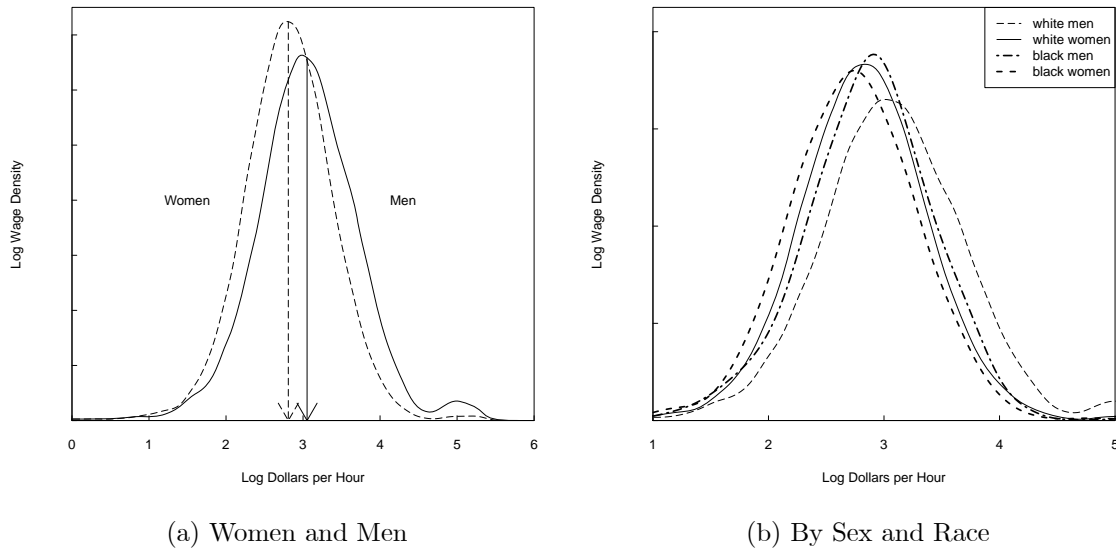 Log Wage Density
Women
Men
0 1 2 3 4 5 6
Log Dollars per Hour
(a) Women and Men
Log Wage Density
white men
white women
black men
black women
1 2 3 4 5
Log Dollars per Hour
(b) By Sex and Race